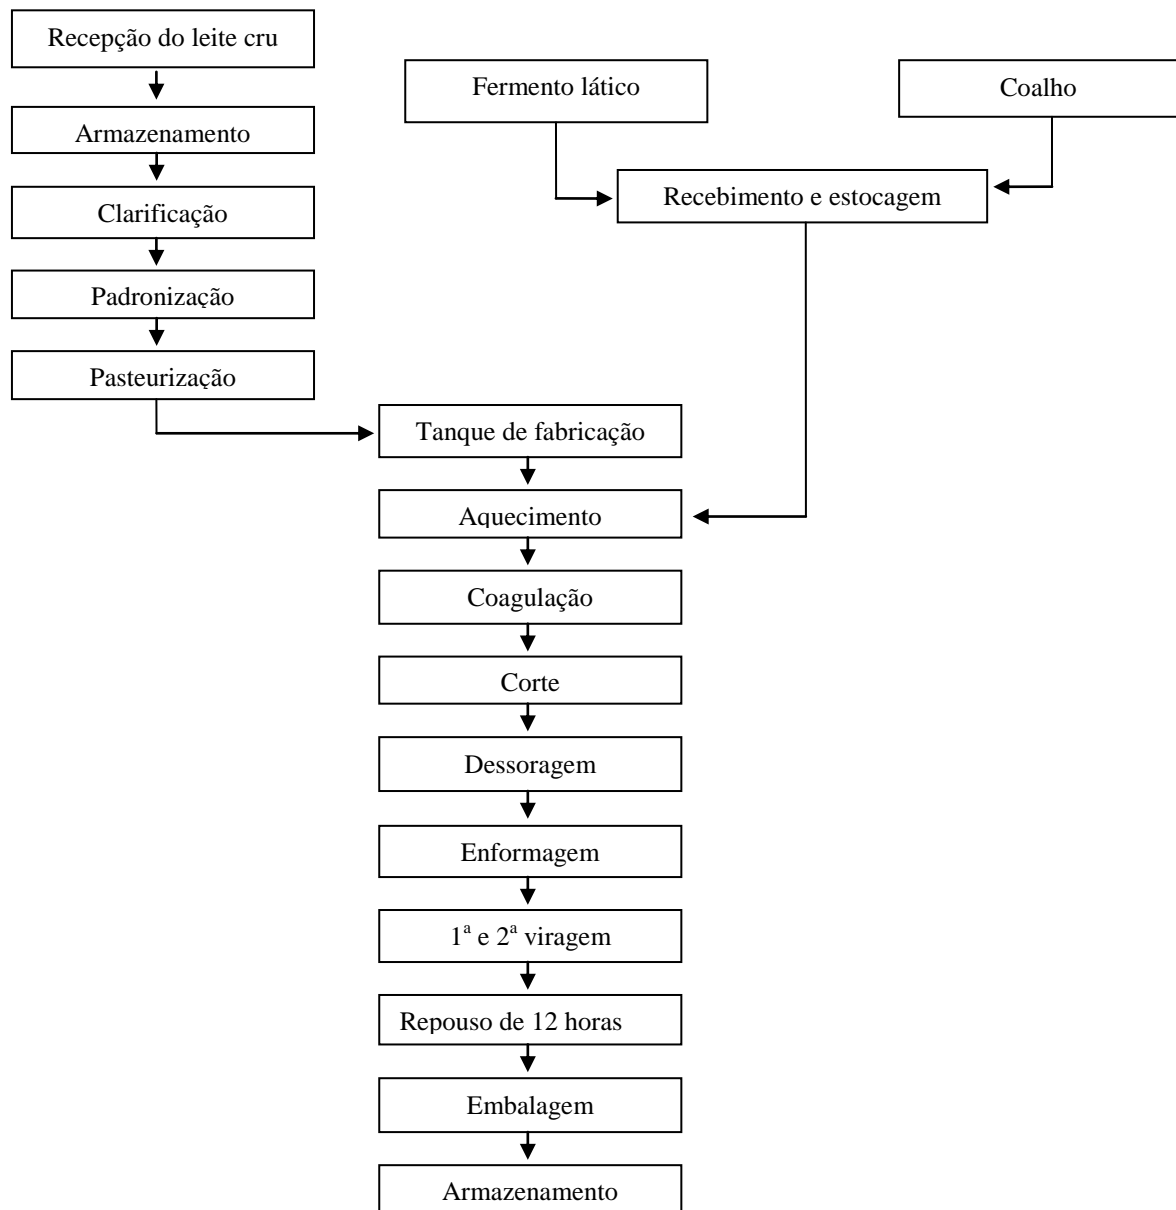 Recepção do leite cru
Fermento lático
Coalho
Armazenamento
Recebimento e estocagem
Clarificação
Padronização
Pasteurização
Tanque de fabricação
Aquecimento
Coagulação
Corte
Dessoragem
Enformagem
1ª e 2ª viragem
Repouso de 12 horas
Embalagem
Armazenamento